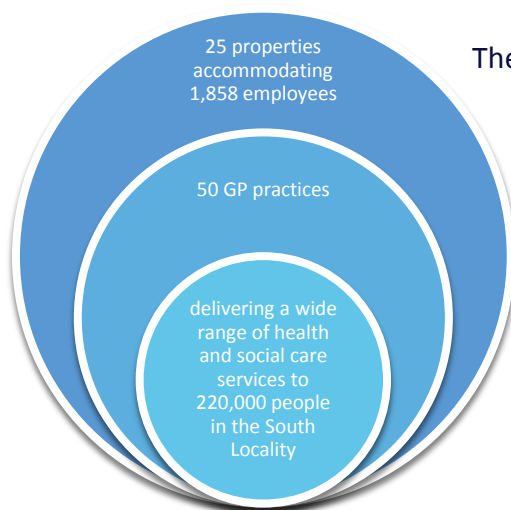 25 properties
accommodating
1,858 employees
The
50 GP practices
delivering a wide
range of health
and social care
services to
220,000 people
in the South
Locality